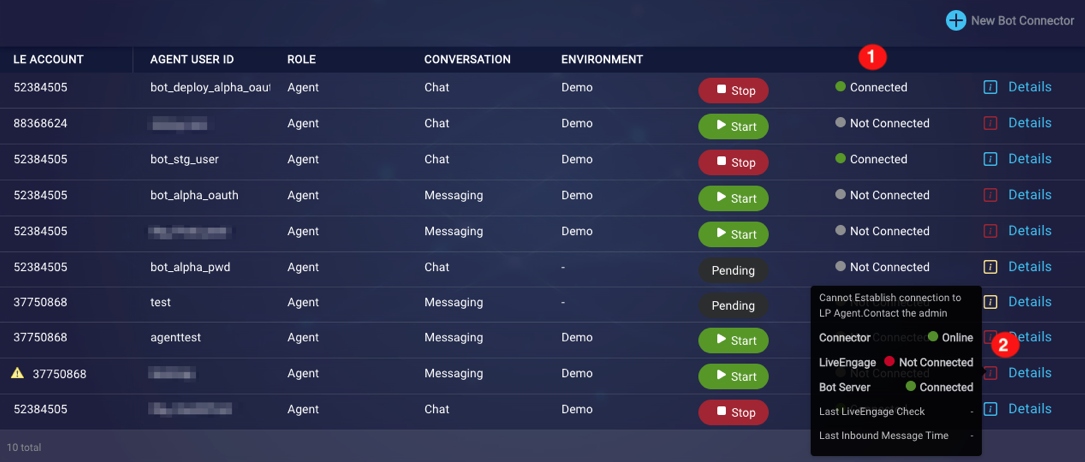 New Bot Connector
1
LE ACCOUNT AGENT USER ID ROLE CONVERSATION ENVIRONMENT
52384505 bot_deploy_alpha_oaut Agent Chat Demo Stop Connected Details
88368624 Agent Chat Demo Start Not Connected Details
52384505 bot_stg_user Agent Chat Demo Stop Connected Details
52384505 bot_alpha_oauth Agent Messaging Demo Start Not Connected Details
52384505 Agent Messaging Demo Start Not Connected Details
52384505 bot_alpha_pwd Agent Chat - Pending Not Connected Details
37750868 test Agent Messaging - Pending Details
37750868 agenttest Agent Messaging Demo Start Details
37750868 Agent Messaging Demo Start Details
52384505 Agent Chat Demo Stop Details
Cannot Establish connection to
LP Agent.Contact the admin
Connector Online
2
LiveEngage Not Connected
Bot Server Connected
Last LiveEngage Check -
Last Inbound Message Time -
10 total